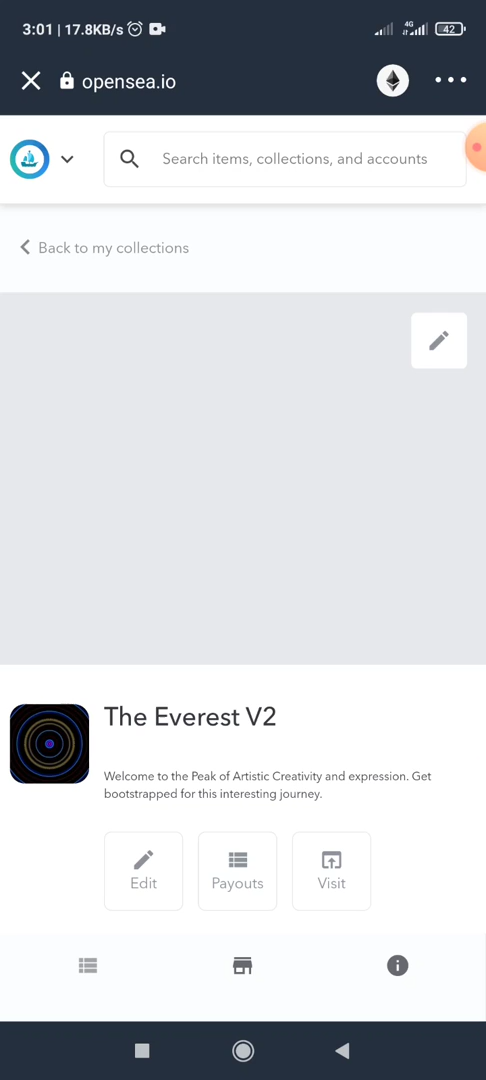 3:01 | 17.8KB/s
4G
42
opensea.io
Search items, collections, and accounts
Back to my collections
The Everest V2
Welcome to the Peak of Artistic Creativity and expression. Get
bootstrapped for this interesting journey.
Edit
Payouts
Visit